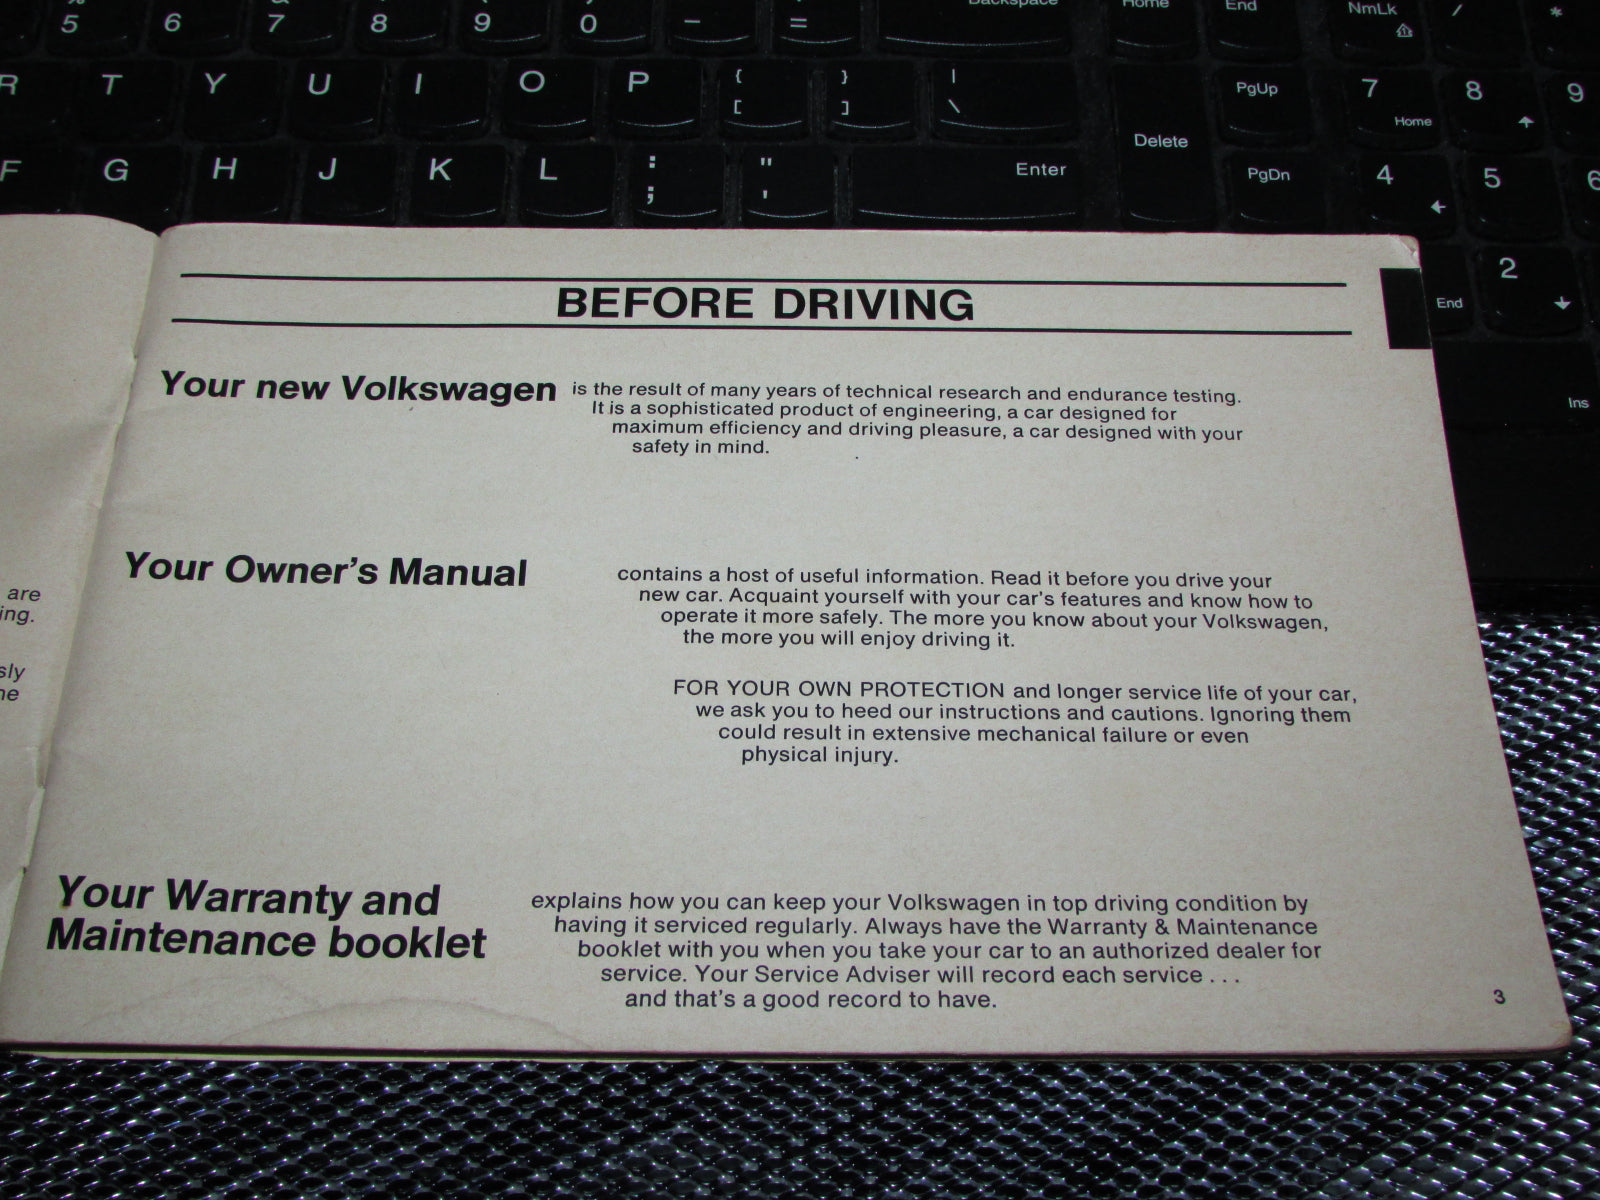 % & Backspace Home End NmLk / *
5 6 7 8 9 0 – =
R T Y U I O P { [ } ] | \ Delete PgUp 7 Home 8 9
F G H J K L : ; " ' Enter PgDn 4 5 6
End 2
Ins
are
ing.
sly
ne
BEFORE DRIVING
Your new Volkswagen is the result of many years of technical research and endurance testing.
It is a sophisticated product of engineering, a car designed for
maximum efficiency and driving pleasure, a car designed with your
safety in mind.
Your Owner's Manual contains a host of useful information. Read it before you drive your
new car. Acquaint yourself with your car's features and know how to
operate it more safely. The more you know about your Volkswagen,
the more you will enjoy driving it.
FOR YOUR OWN PROTECTION and longer service life of your car,
we ask you to heed our instructions and cautions. Ignoring them
could result in extensive mechanical failure or even
physical injury.
Your Warranty and
Maintenance booklet
explains how you can keep your Volkswagen in top driving condition by
having it serviced regularly. Always have the Warranty & Maintenance
booklet with you when you take your car to an authorized dealer for
service. Your Service Adviser will record each service . . .
and that's a good record to have.
3